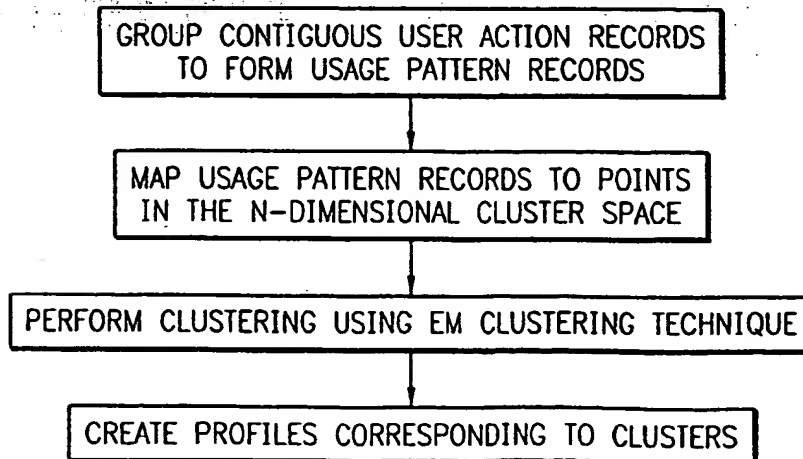 GROUP CONTIGUOUS USER ACTION RECORDS
TO FORM USAGE PATTERN RECORDS
MAP USAGE PATTERN RECORDS TO POINTS
IN THE N-DIMENSIONAL CLUSTER SPACE
PERFORM CLUSTERING USING EM CLUSTERING TECHNIQUE
CREATE PROFILES CORRESPONDING TO CLUSTERS